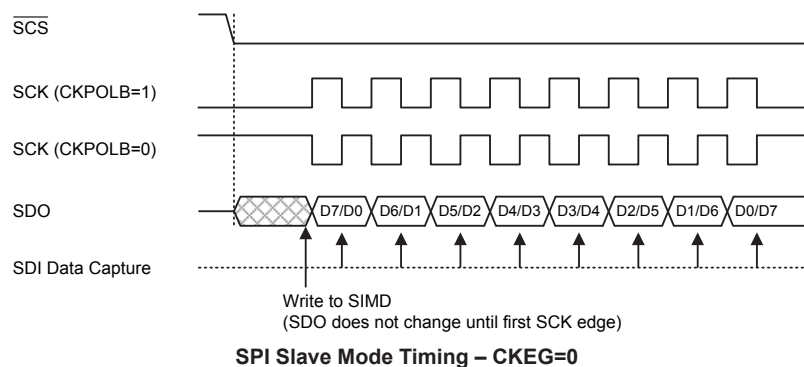 SCS
SCK (CKPOLB=1)
SCK (CKPOLB=0)
SDO
D7/D0 D6/D1 D5/D2 D4/D3 D3/D4 D2/D5 D1/D6 D0/D7
SDI Data Capture
Write to SIMD
(SDO does not change until first SCK edge)
SPI Slave Mode Timing – CKEG=0